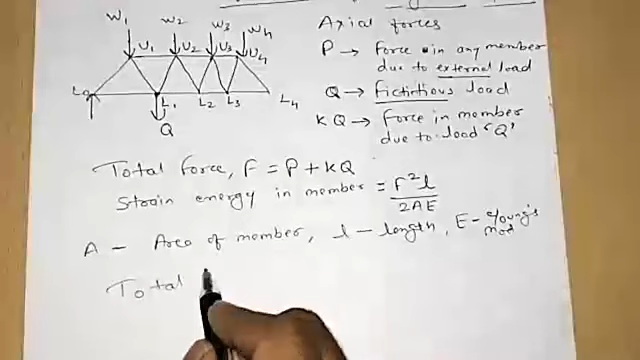 W1 W2 W3 W4
U1 U2 U3 U4
L0 L1 L2 L3 L4
Q
Axial forces
P → Force in any member
due to external load
Q → Fictitious load
KQ → Force in member
due to load 'Q'
Total force, F = P + KQ
Strain energy in member = F²l
2AE
A - Area of member, l - length, E - Young's
mod
Total